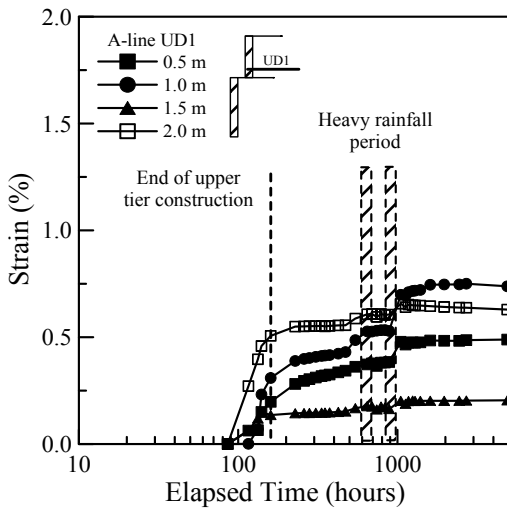 2.0
1.5
1.0
0.5
0.0
Strain (%)
A-line UD1
0.5 m
1.0 m
1.5 m
2.0 m
UD1
Heavy rainfall
period
End of upper
tier construction
10
100
1000
Elapsed Time (hours)